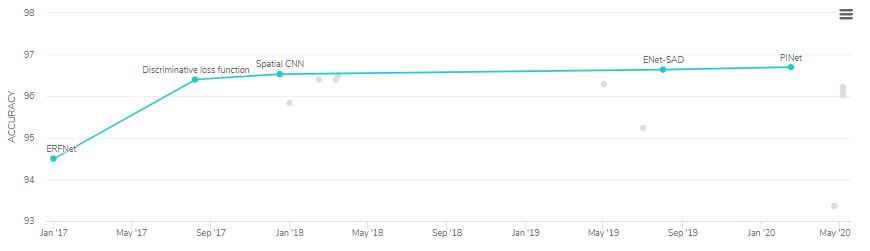 98
97
96
95
94
93
ACCURACY
ERFNet
Discriminative loss function
Spatial CNN
ENet-SAD
PINet
Jan '17
May '17
Sep '17
Jan '18
May '18
Sep '18
Jan '19
May '19
Sep '19
Jan '20
May '20